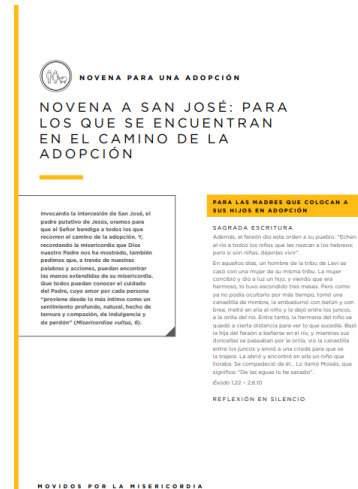 NOVENA PARA UNA ADOPCIÓN
NOVENA A SAN JOSÉ: PARA
LOS QUE SE ENCUENTRAN
EN EL CAMINO DE LA
ADOPCIÓN
Invocando la intercesión de San José, el
padre putativo de Jesús, oramos para
que el Señor bendiga a todos los que
recorren el camino de la adopción. Y,
recordando la misericordia que Dios
nuestro Padre nos ha mostrado, también
pedimos que, a través de nuestras
palabras y acciones, puedan encontrar
las manos extendidas de su misericordia.
Que todos puedan conocer el cuidado
del Padre, cuyo amor por cada persona
"proviene desde lo más íntimo como un
sentimiento profundo, natural, hecho de
ternura y compasión, de indulgencia y
de perdón" (Misericordiae vultus, 6).
PARA LAS MADRES QUE COLOCAN A
SUS HIJOS EN ADOPCIÓN
SAGRADA ESCRITURA
Además, el faraón dio esta orden a su pueblo: "Echen
al río a todos los niños que les nazcan a los hebreos;
pero si son niñas, déjenlas vivir".
En aquellos días, un hombre de la tribu de Leví se
casó con una mujer de su misma tribu. La mujer
concibió y dio a luz un hijo; y viendo que era
hermoso, lo tuvo escondido tres meses. Pero como
ya no podía ocultarlo por más tiempo, tomó una
canastilla de mimbre, la embadurnó con betún y con
brea, metió en ella al niño y la dejó entre los juncos,
a la orilla del río. Entre tanto, la hermana del niño se
quedó a cierta distancia para ver lo que sucedía. Bajó
la hija del faraón a bañarse en el río, y mientras sus
doncellas se paseaban por la orilla, vio la canastilla
entre los juncos y envió a una criada para que se
la trajera. La abrió y encontró en ella un niño que
lloraba. Se compadeció de él... Lo llamó Moisés, que
significa: "De las aguas lo he sacado".
Éxodo 1,22 - 2,6.10
REFLEXIÓN EN SILENCIO
MOVIDOS POR LA MISERICORDIA